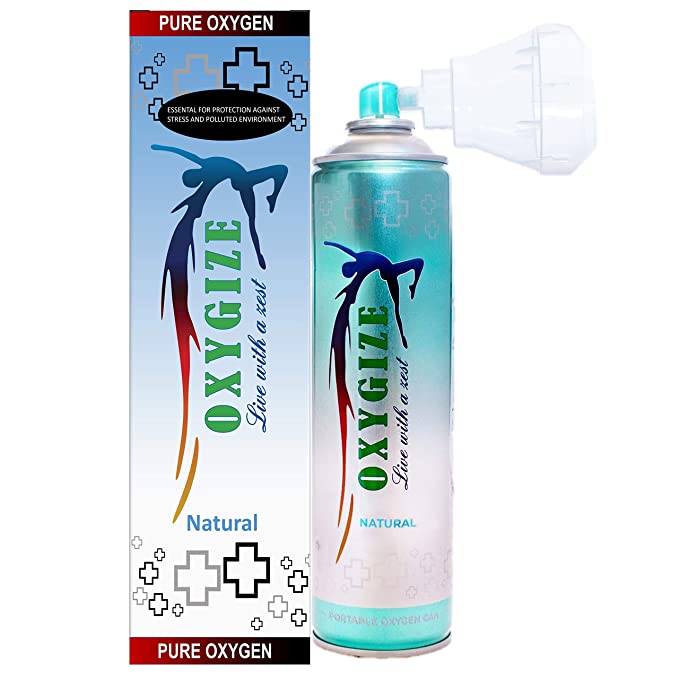 PURE OXYGEN
ESSENTIAL FOR PROTECTION AGAINST
STRESS AND POLLUTED ENVIRONMENT
OXYGIZE
Live with a zest
Natural
PURE OXYGEN
OXYGIZE
Live with a zest
NATURAL
PORTABLE OXYGEN CAN